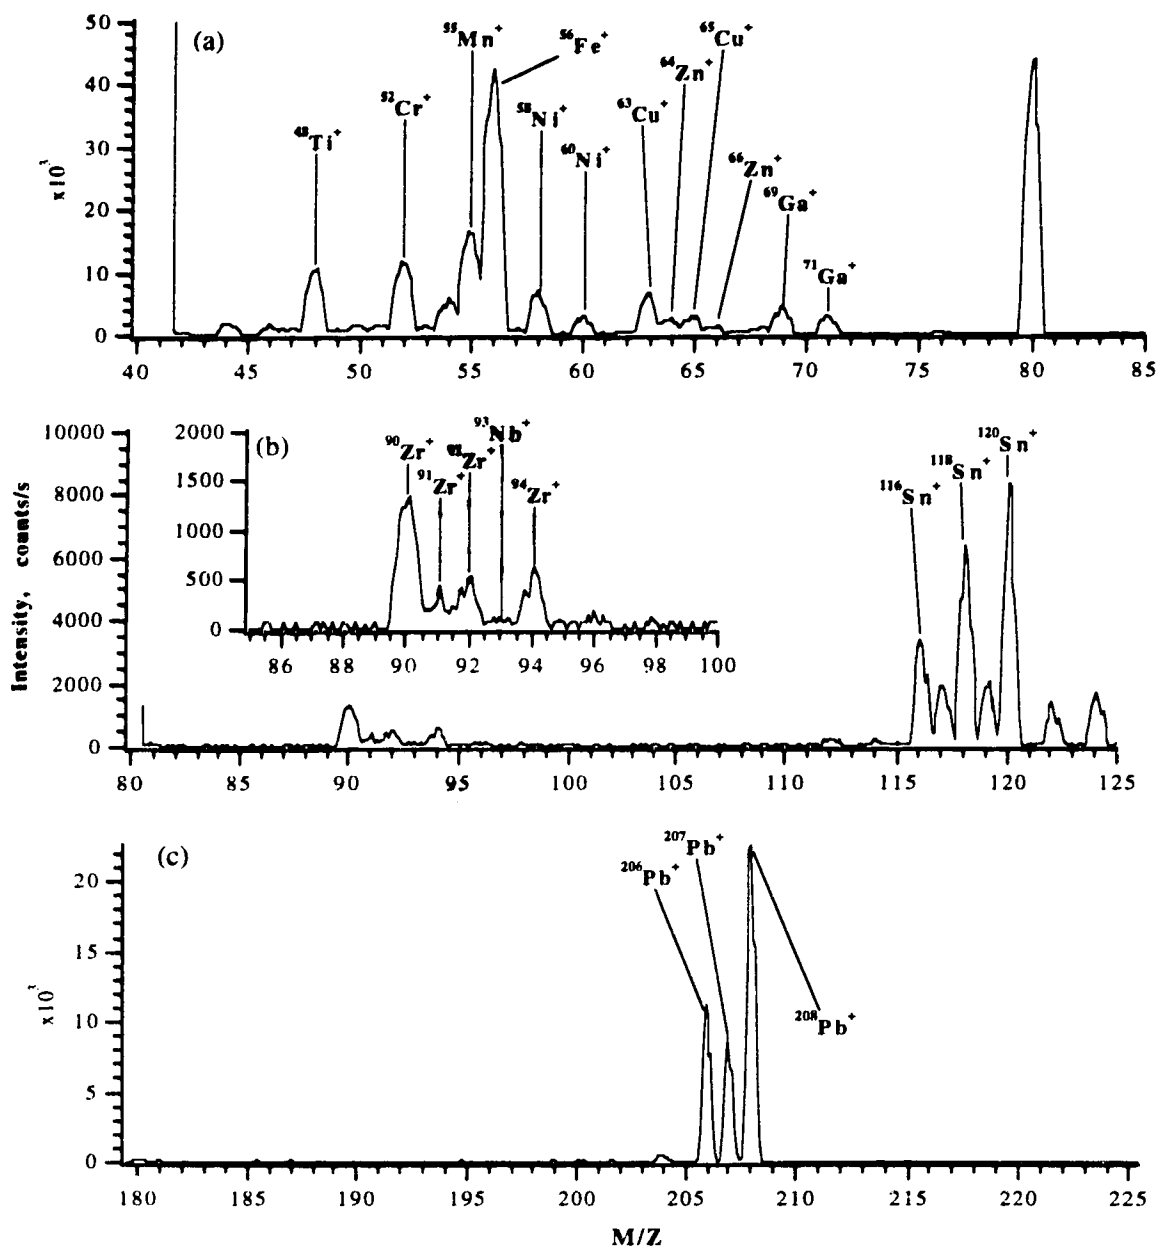 (a)
x10³
50
40
30
20
10
0
⁴⁸Ti⁺
⁵²Cr⁺
⁵⁵Mn⁺
⁵⁶Fe⁺
⁵⁸Ni⁺
⁶⁰Ni⁺
⁶³Cu⁺
⁶⁴Zn⁺
⁶⁵Cu⁺
⁶⁶Zn⁺
⁶⁹Ga⁺
⁷¹Ga⁺
40 45 50 55 60 65 70 75 80 85
Intensity, counts/s
10000
8000
6000
4000
2000
0
(b)
2000
1500
1000
500
0
⁹⁰Zr⁺
⁹¹Zr⁺
Zr⁺
⁹³Nb⁺
⁹⁴Zr⁺
86 88 90 92 94 96 98 100
¹¹⁶Sn⁺
¹¹⁸Sn⁺
¹²⁰Sn⁺
80 85 90 95 100 105 110 115 120 125
(c)
x10³
20
15
10
5
0
²⁰⁶Pb⁺
²⁰⁷Pb⁺
²⁰⁸Pb⁺
180 185 190 195 200 205 210 215 220 225
M/Z